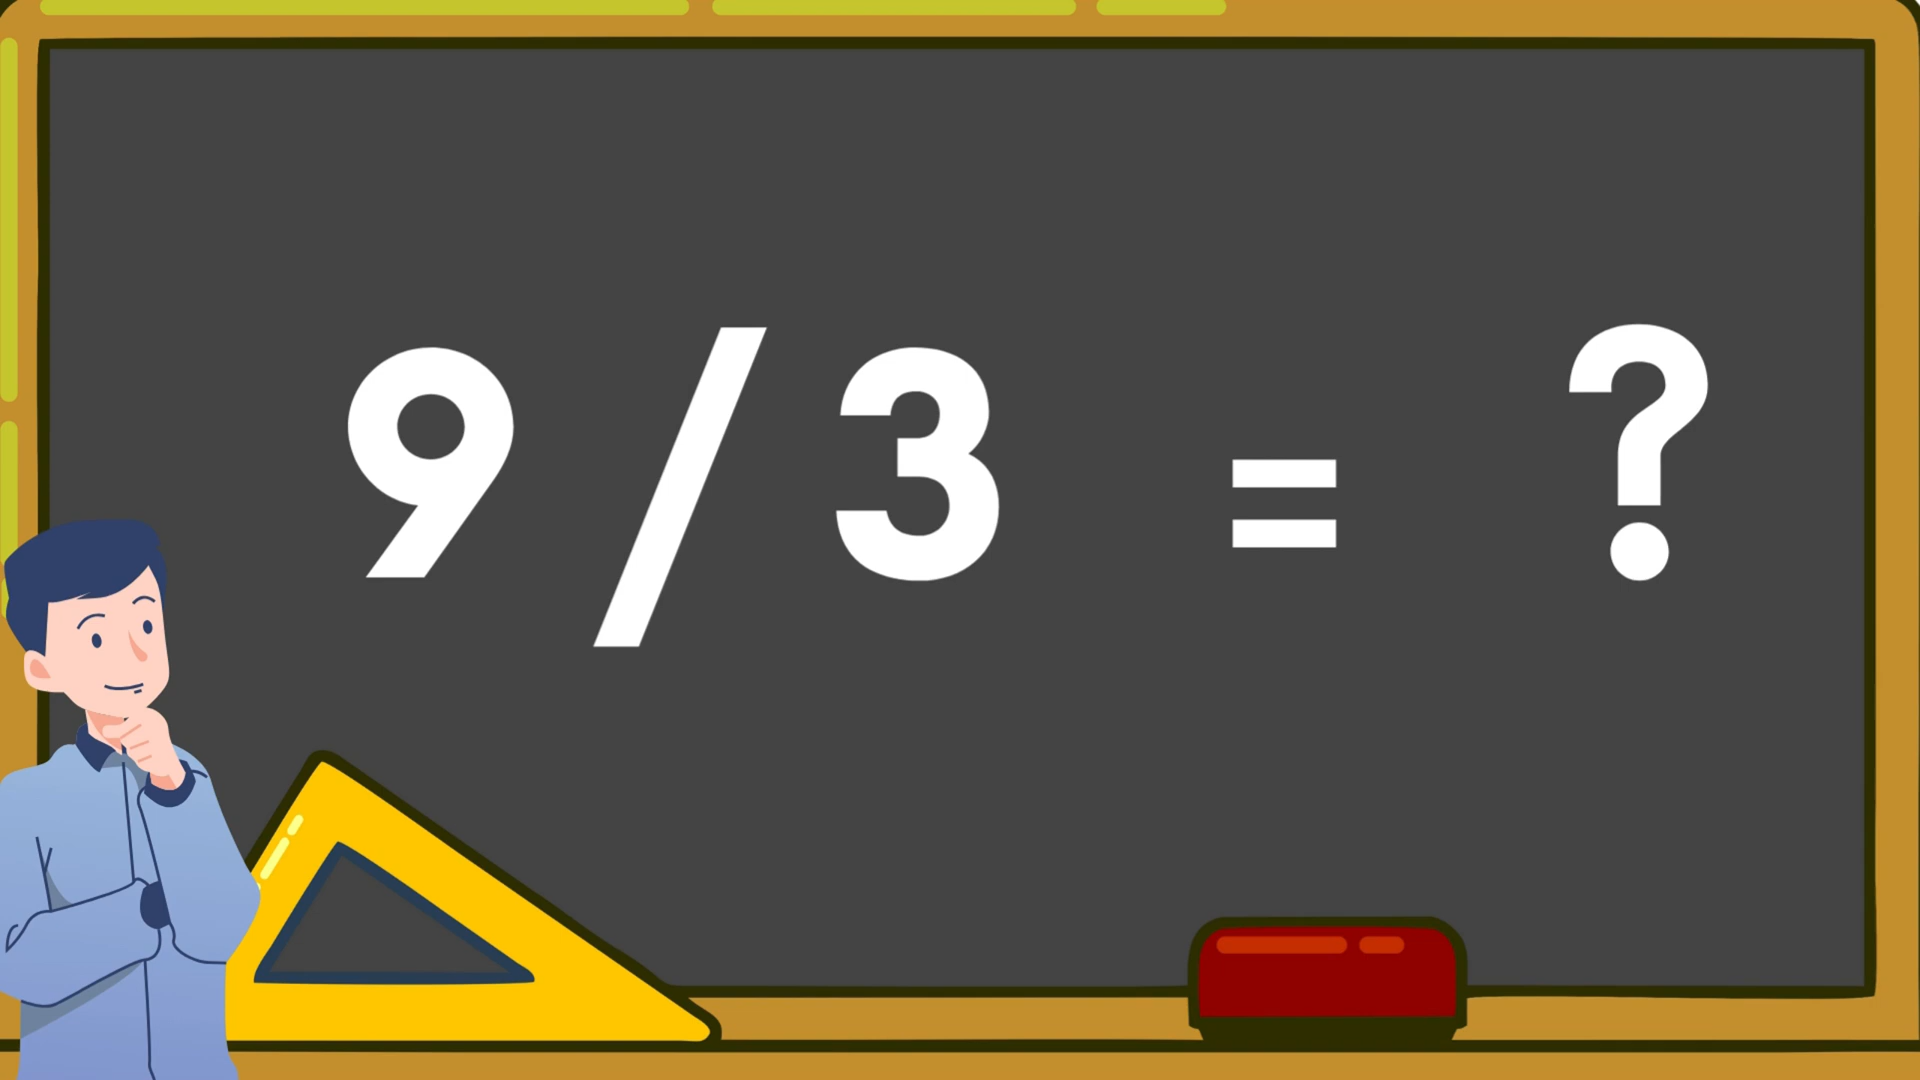 9 / 3 = ?